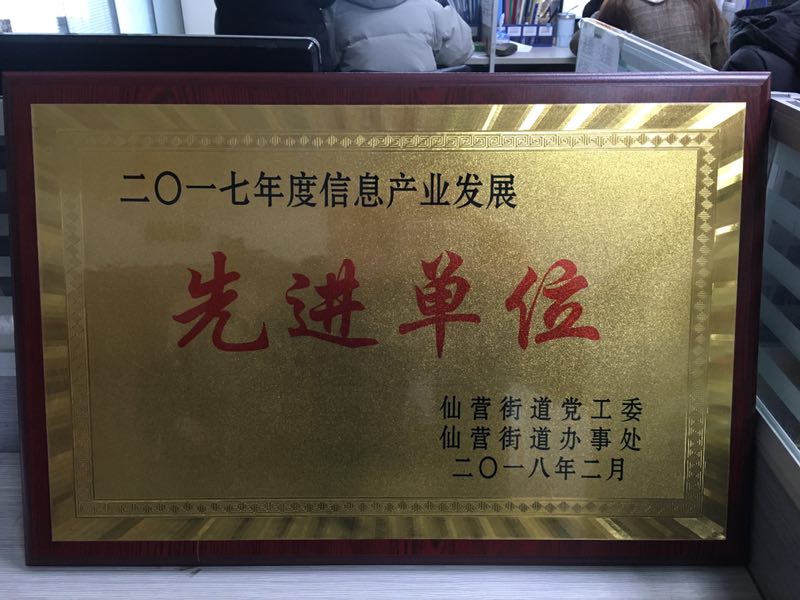 二〇一七年度信息产业发展
先进单位
仙营街道党工委
仙营街道办事处
二〇一八年二月